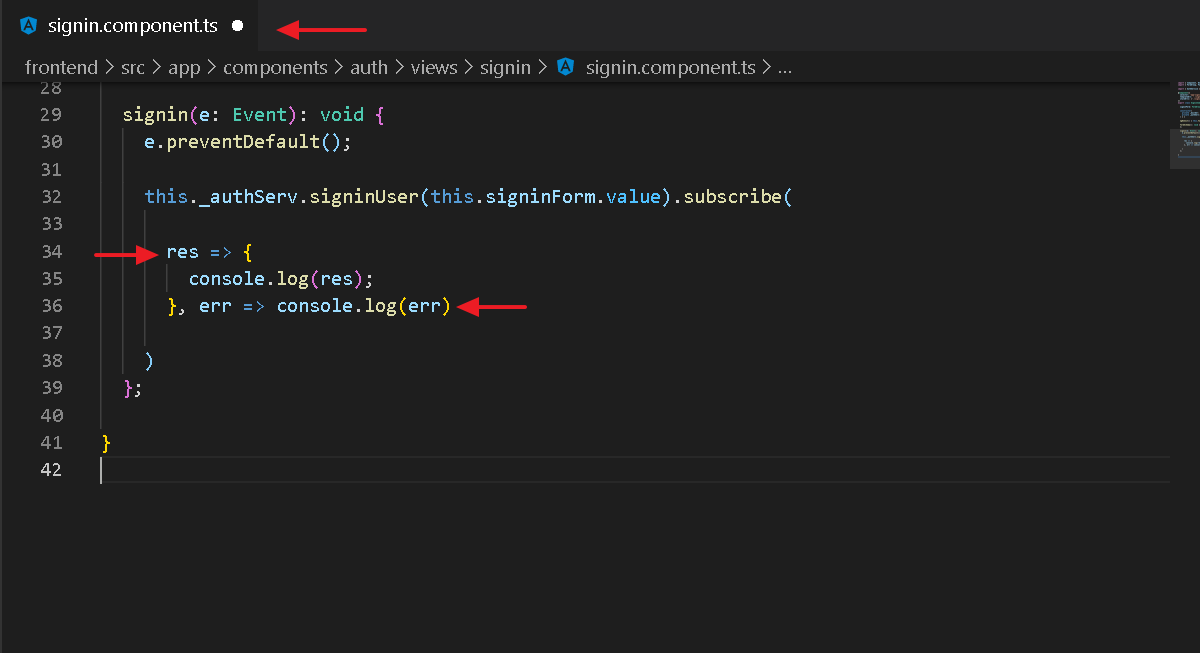 signin.component.ts
frontend > src > app > components > auth > views > signin > signin.component.ts > ...
28
29 signin(e: Event): void {
30 e.preventDefault();
31
32 this._authServ.signinUser(this.signinForm.value).subscribe(
33
34 res => {
35 console.log(res);
36 }, err => console.log(err)
37
38 )
39 };
40
41 }
42